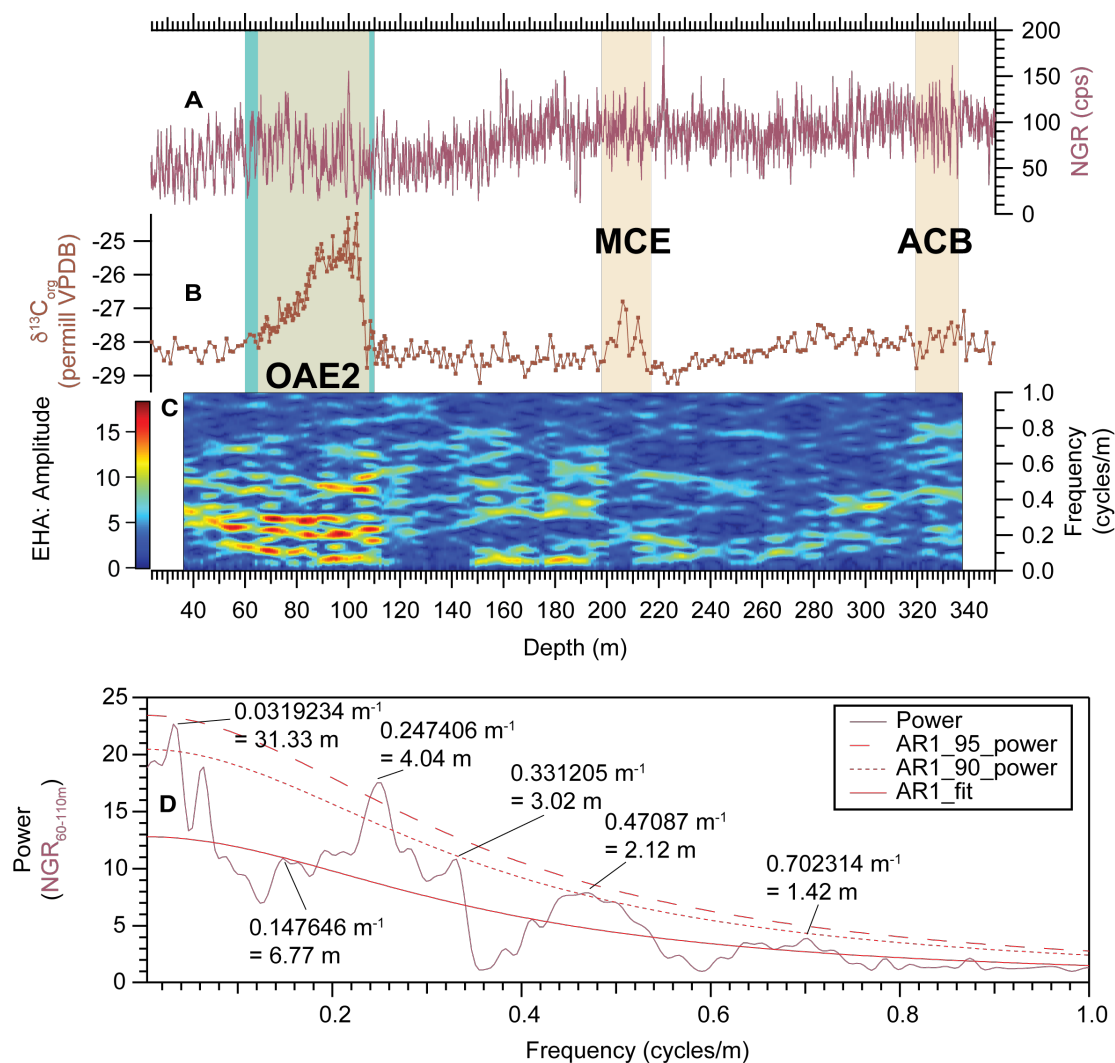 200
150
100
50
0
NGR (cps)
A
-25
-26
-27
-28
-29
δ¹³C_org
(permill VPDB)
B
MCE
ACB
OAE2
C
15
10
5
0
EHA: Amplitude
1.0
0.8
0.6
0.4
0.2
0.0
Frequency
(cycles/m)
40 60 80 100 120 140 160 180 200 220 240 260 280 300 320 340
Depth (m)
25
20
15
10
5
0
Power
(NGR_60-110m)
D
0.0319234 m⁻¹
= 31.33 m
0.247406 m⁻¹
= 4.04 m
0.331205 m⁻¹
= 3.02 m
0.47087 m⁻¹
= 2.12 m
0.702314 m⁻¹
= 1.42 m
0.147646 m⁻¹
= 6.77 m
Power
AR1_95_power
AR1_90_power
AR1_fit
0.2 0.4 0.6 0.8 1.0
Frequency (cycles/m)